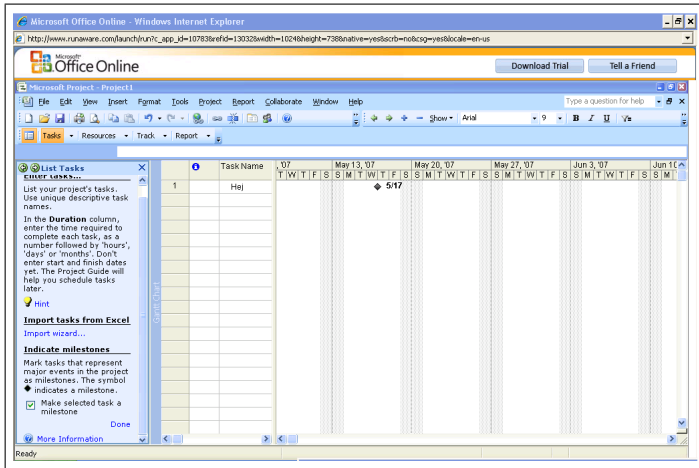 Microsoft Office Online - Windows Internet Explorer
http://www.runaware.com/launch/run?c_app_id=10783&refid=13032&width=1024&height=738&native=yes&scrb=no&csg=yes&locale=en-us
Microsoft®
Office Online
Download Trial Tell a Friend
Microsoft Project - Project1
File Edit View Insert Format Tools Project Report Collaborate Window Help Type a question for help
Show Arial 9 B I U
Tasks Resources Track Report
List Tasks
Enter tasks...
List your project's tasks.
Use unique descriptive task
names.
In the Duration column,
enter the time required to
complete each task, as a
number followed by 'hours',
'days' or 'months'. Don't
enter start and finish dates
yet. The Project Guide will
help you schedule tasks
later.
Hint
Import tasks from Excel
Import wizard...
Indicate milestones
Mark tasks that represent
major events in the project
as milestones. The symbol
◆ indicates a milestone.
Make selected task a
milestone
Done
More Information
Gantt Chart
Task Name , '07 May 13, '07 May 20, '07 May 27, '07 Jun 3, '07 Jun 10
T W T F S S M T W T F S S M T W T F S S M T W T F S S M T W T F S S M
1 Hej 5/17
Ready